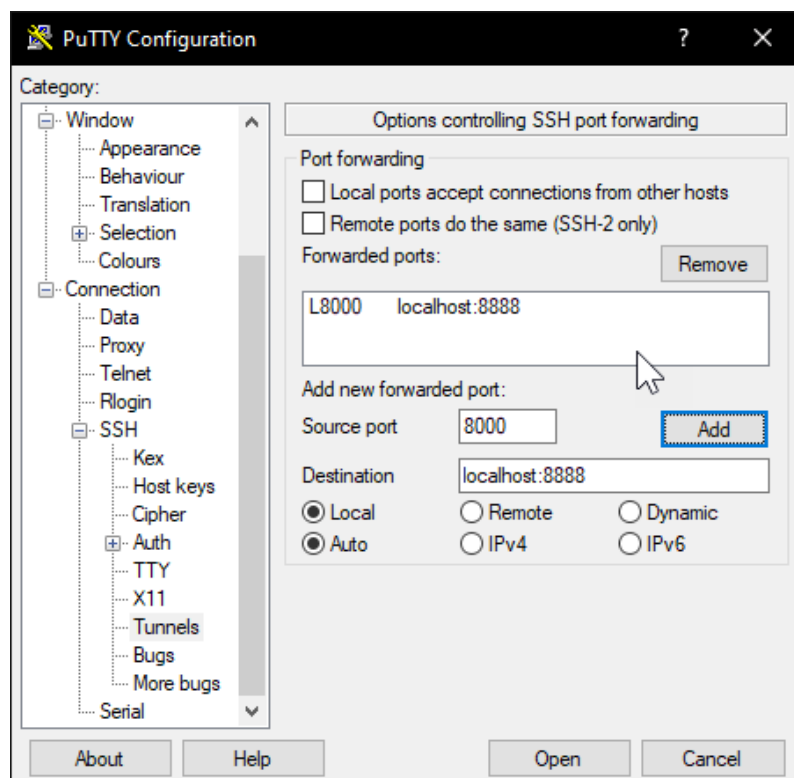 PuTTY Configuration
?
Category:
Window
Appearance
Behaviour
Translation
Selection
Colours
Connection
Data
Proxy
Telnet
Rlogin
SSH
Kex
Host keys
Cipher
Auth
TTY
X11
Tunnels
Bugs
More bugs
Serial
Options controlling SSH port forwarding
Port forwarding
Local ports accept connections from other hosts
Remote ports do the same (SSH-2 only)
Forwarded ports:
Remove
L8000 localhost:8888
Add new forwarded port:
Source port 8000 Add
Destination localhost:8888
Local Remote Dynamic
Auto IPv4 IPv6
About Help Open Cancel